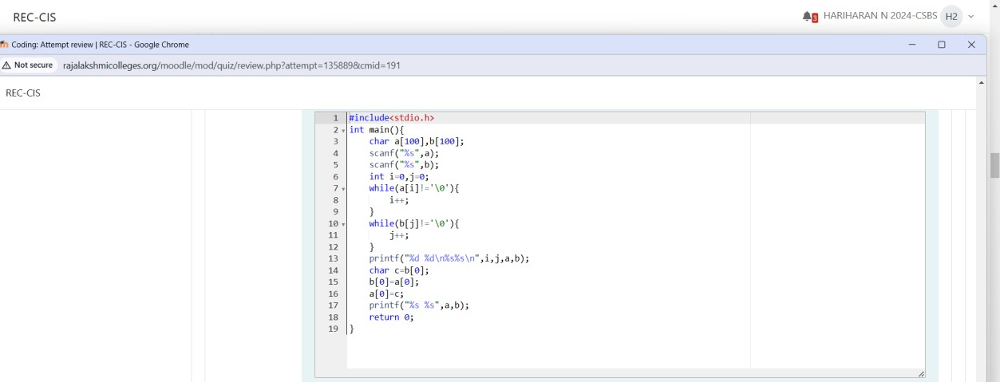 REC-CIS
3 HARIHARAN N 2024-CSBS H2
Coding: Attempt review | REC-CIS - Google Chrome
Not secure rajalakshmicolleges.org/moodle/mod/quiz/review.php?attempt=135889&cmid=191
REC-CIS
1 #include<stdio.h>
2 int main(){
3 char a[100],b[100];
4 scanf("%s",a);
5 scanf("%s",b);
6 int i=0,j=0;
7 while(a[i]!='\0'){
8 i++;
9 }
10 while(b[j]!='\0'){
11 j++;
12 }
13 printf("%d %d\n%s%s\n",i,j,a,b);
14 char c=b[0];
15 b[0]=a[0];
16 a[0]=c;
17 printf("%s %s",a,b);
18 return 0;
19 }